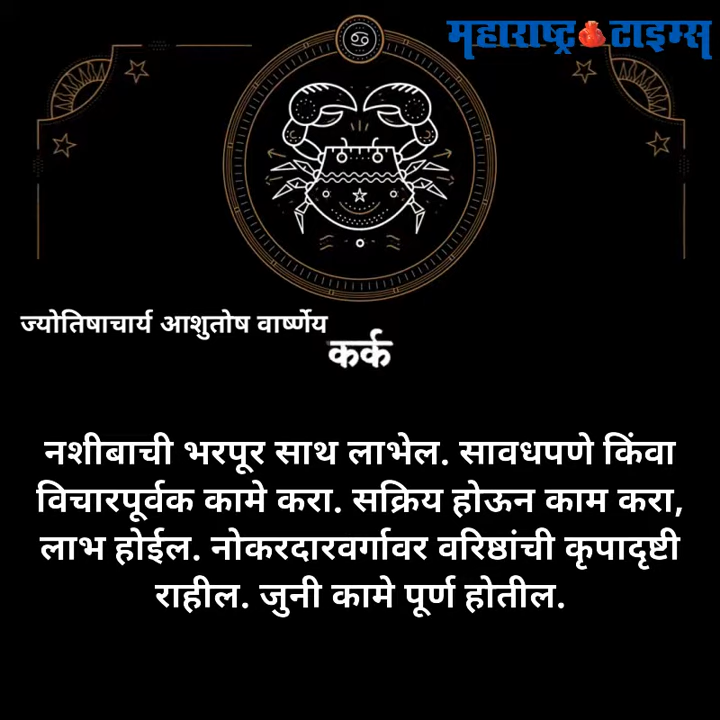 महाराष्ट्र टाइम्स
ज्योतिषाचार्य आशुतोष वार्ष्णेय
कर्क
नशीबाची भरपूर साथ लाभेल. सावधपणे किंवा
विचारपूर्वक कामे करा. सक्रिय होऊन काम करा,
लाभ होईल. नोकरदारवर्गावर वरिष्ठांची कृपादृष्टी
राहील. जुनी कामे पूर्ण होतील.